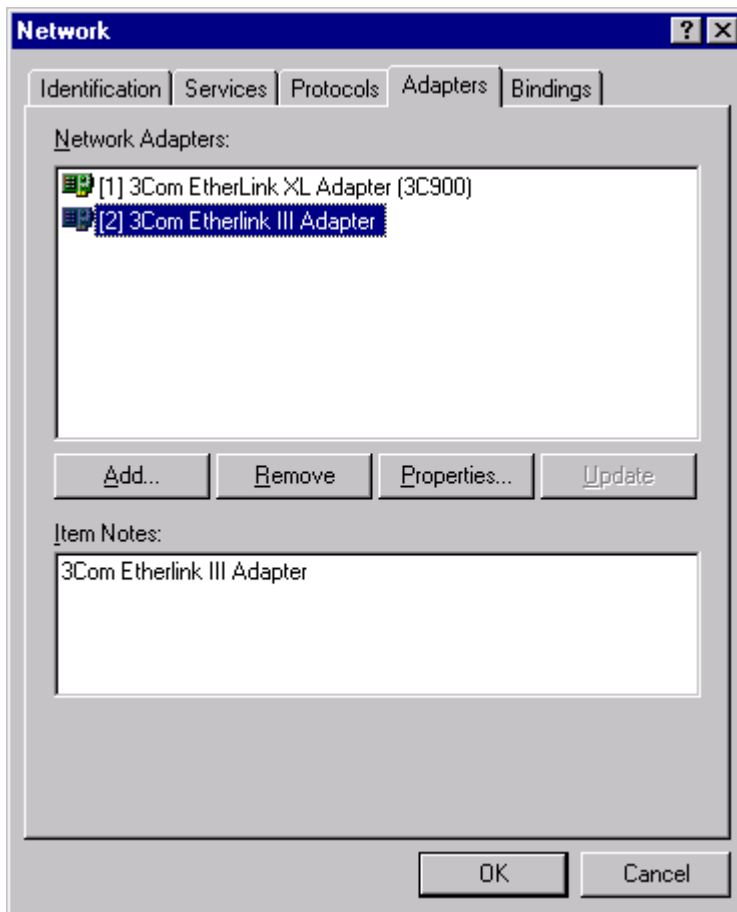 Network
Identification Services Protocols Adapters Bindings
Network Adapters:
[1] 3Com EtherLink XL Adapter (3C900)
[2] 3Com Etherlink III Adapter
Add... Remove Properties... Update
Item Notes:
3Com Etherlink III Adapter
OK Cancel